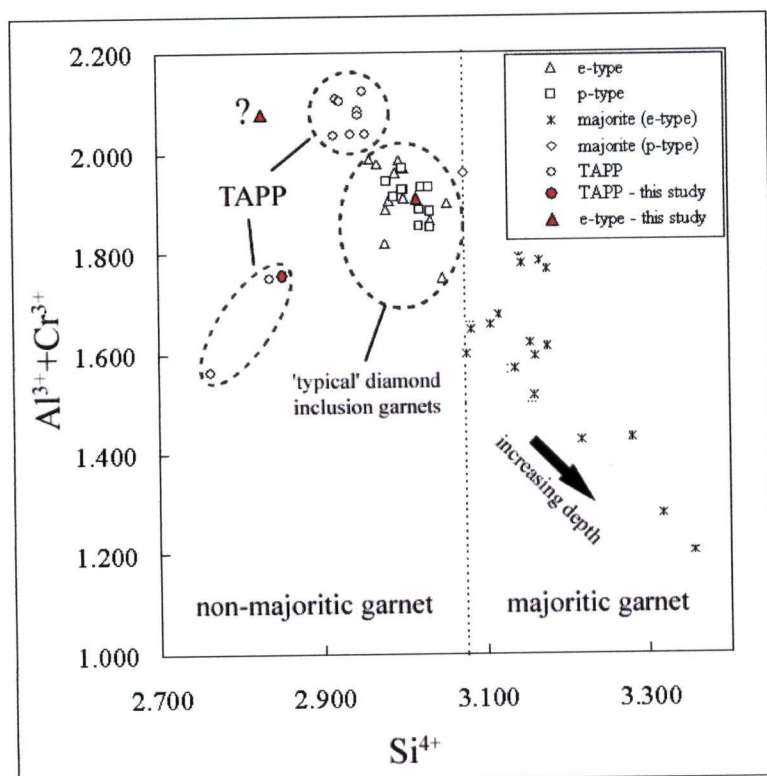 2.200
2.000
1.800
1.600
1.400
1.200
1.000
Al³⁺+Cr³⁺
?
TAPP
'typical' diamond
inclusion garnets
e-type
p-type
majorite (e-type)
majorite (p-type)
TAPP
TAPP - this study
e-type - this study
increasing depth
non-majoritic garnet
majoritic garnet
2.700
2.900
3.100
3.300
Si⁴⁺